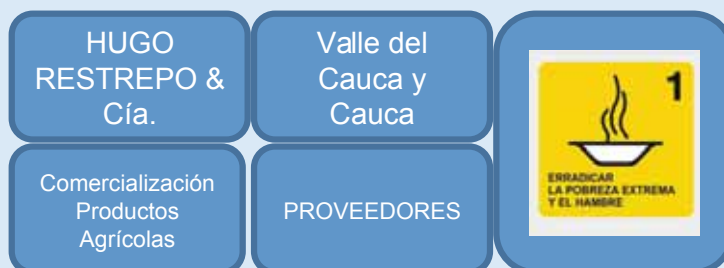 HUGO
RESTREPO &
Cía.
Valle del
Cauca y
Cauca
1
ERRADICAR
LA POBREZA EXTREMA
Y EL HAMBRE
Comercialización
Productos
Agrícolas
PROVEEDORES